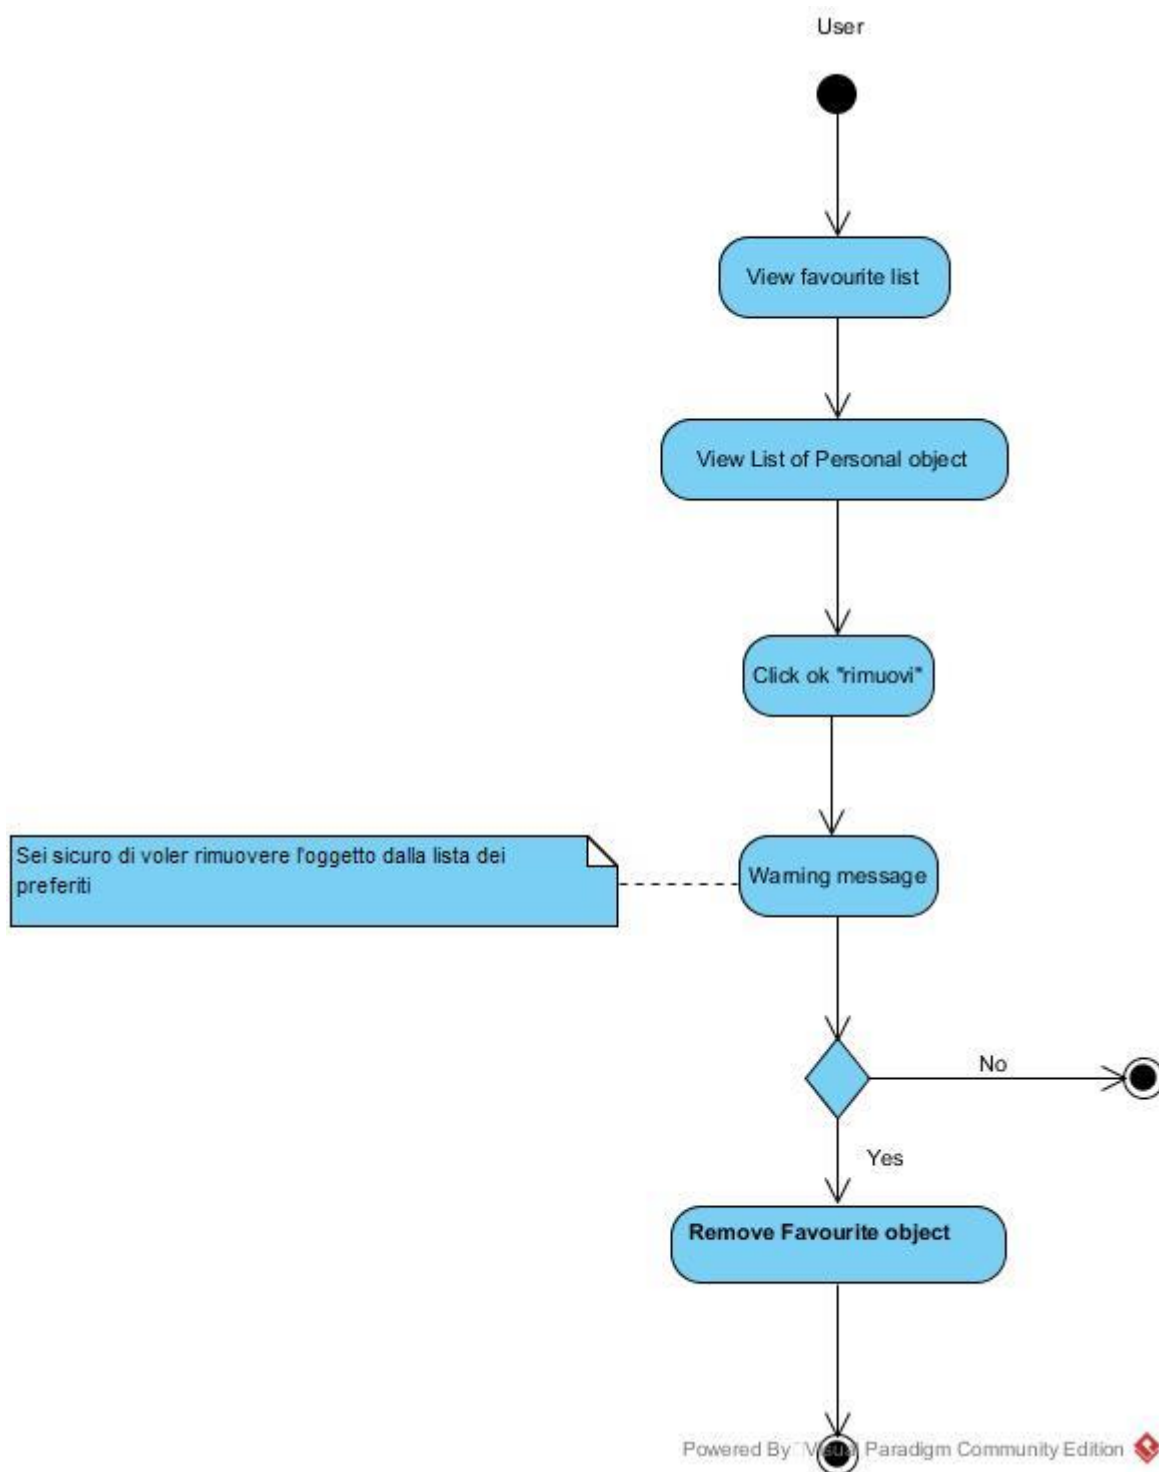 User
View favourite list
View List of Personal object
Click ok "rimuovi"
Sei sicuro di voler rimuovere l'oggetto dalla lista dei
preferiti
Warning message
No
Yes
Remove Favourite object
Powered By Visual Paradigm Community Edition